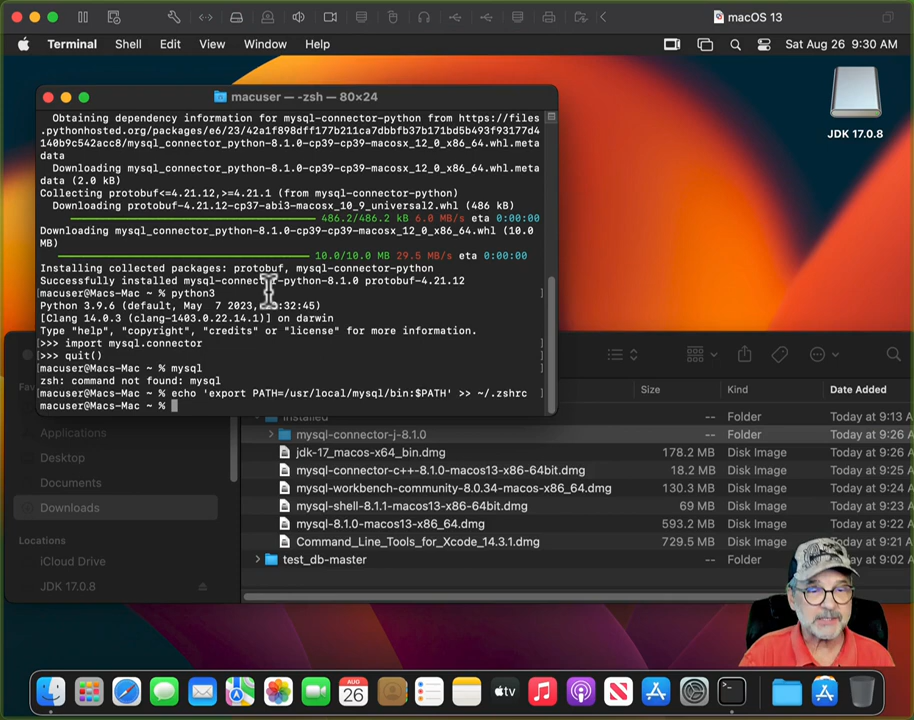 macOS 13
Terminal Shell Edit View Window Help Sat Aug 26 9:30 AM
macuser — -zsh — 80×24
Obtaining dependency information for mysql-connector-python from https://files
.pythonhosted.org/packages/e6/23/42a1f898dff177b211ca7dbbfb37b171bd5b493f93177d4
140b9c542acc8/mysql_connector_python-8.1.0-cp39-cp39-macosx_12_0_x86_64.whl.meta
data
Downloading mysql_connector_python-8.1.0-cp39-cp39-macosx_12_0_x86_64.whl.meta
data (2.0 kB)
Collecting protobuf<=4.21.12,>=4.21.1 (from mysql-connector-python)
Downloading protobuf-4.21.12-cp37-abi3-macosx_10_9_universal2.whl (486 kB)
486.2/486.2 kB 6.0 MB/s eta 0:00:00
Downloading mysql_connector_python-8.1.0-cp39-cp39-macosx_12_0_x86_64.whl (10.0
MB)
10.0/10.0 MB 29.5 MB/s eta 0:00:00
Installing collected packages: protobuf, mysql-connector-python
Successfully installed mysql-connector-python-8.1.0 protobuf-4.21.12
[macuser@Macs-Mac ~ % python3 ]
Python 3.9.6 (default, May 7 2023, :32:45)
[Clang 14.0.3 (clang-1403.0.22.14.1)] on darwin
Type "help", "copyright", "credits" or "license" for more information.
[>>> import mysql.connector ]
[>>> quit() ]
[macuser@Macs-Mac ~ % mysql ]
zsh: command not found: mysql
[macuser@Macs-Mac ~ % echo 'export PATH=/usr/local/mysql/bin:$PATH' >> ~/.zshrc ]
macuser@Macs-Mac ~ %
JDK 17.0.8
Size Kind Date Added
Fav
Applications
Desktop
Documents
Downloads
Locations
iCloud Drive
JDK 17.0.8
installed -- Folder Today at 9:13
mysql-connector-j-8.1.0 -- Folder Today at 9:26
jdk-17_macos-x64_bin.dmg 178.2 MB Disk Image Today at 9:26
mysql-connector-c++-8.1.0-macos13-x86-64bit.dmg 18.2 MB Disk Image Today at 9:25
mysql-workbench-community-8.0.34-macos-x86_64.dmg 130.3 MB Disk Image Today at 9:24
mysql-shell-8.1.1-macos13-x86-64bit.dmg 69 MB Disk Image Today at 9:23
mysql-8.1.0-macos13-x86_64.dmg 593.2 MB Disk Image Today at 9:22
Command_Line_Tools_for_Xcode_14.3.1.dmg 729.5 MB Disk Image Today at 9:21
test_db-master -- Folder Today at 9:02
AUG
26
tv